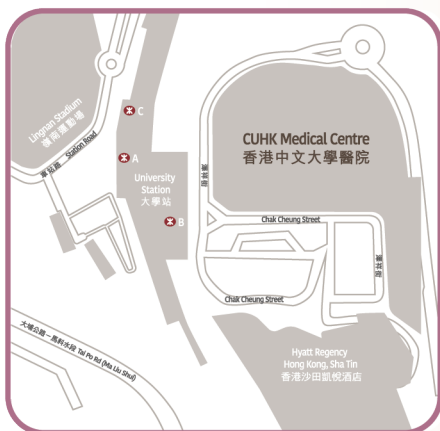 C
Lingnan Stadium
嶺南運動場
車站路 Station Road
A
University
Station
大學站
B
CUHK Medical Centre
香港中文大學醫院
澤祥街
Chak Cheung Street
澤祥街
Chak Cheung Street
大埔公路－馬料水段 Tai Po Rd (Ma Liu Shui)
Hyatt Regency
Hong Kong, Sha Tin
香港沙田凱悅酒店